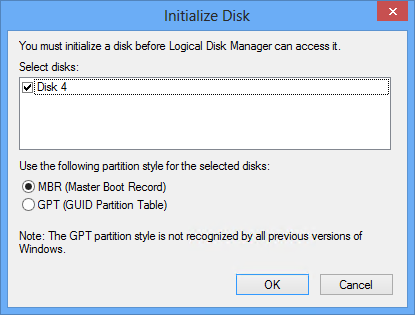 Initialize Disk
You must initialize a disk before Logical Disk Manager can access it.
Select disks:
Disk 4
Use the following partition style for the selected disks:
MBR (Master Boot Record)
GPT (GUID Partition Table)
Note: The GPT partition style is not recognized by all previous versions of
Windows.
OK Cancel